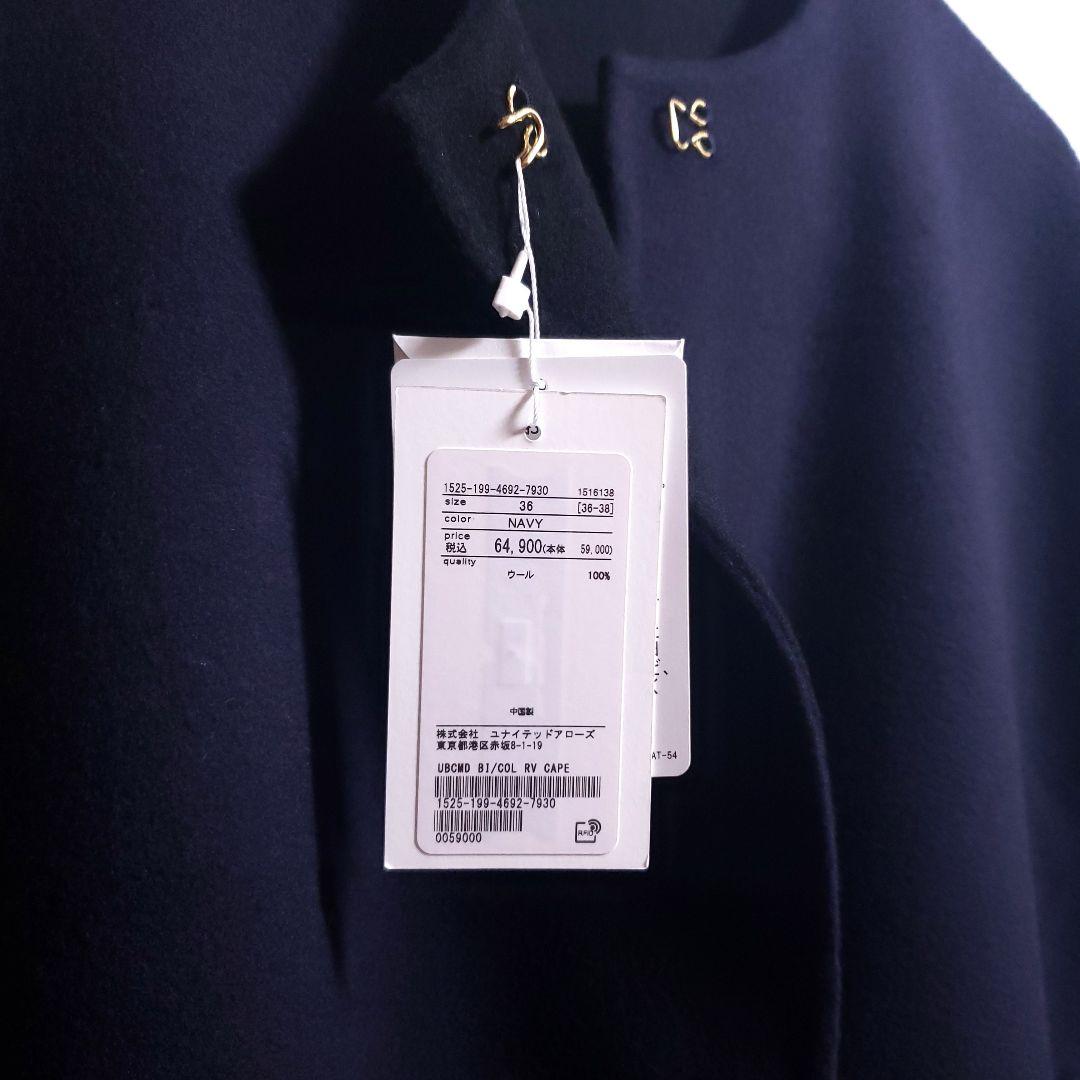 1525-199-4692-7930 1516138
size 36 [36-38]
color NAVY
price
税込 64,900(本体 59,000)
quality
ウール 100%
中国製
株式会社 ユナイテッドアローズ
東京都港区赤坂8-1-19
UBCMD BI/COL RV CAPE
1525-199-4692-7930
0059000
RFID
AT-54